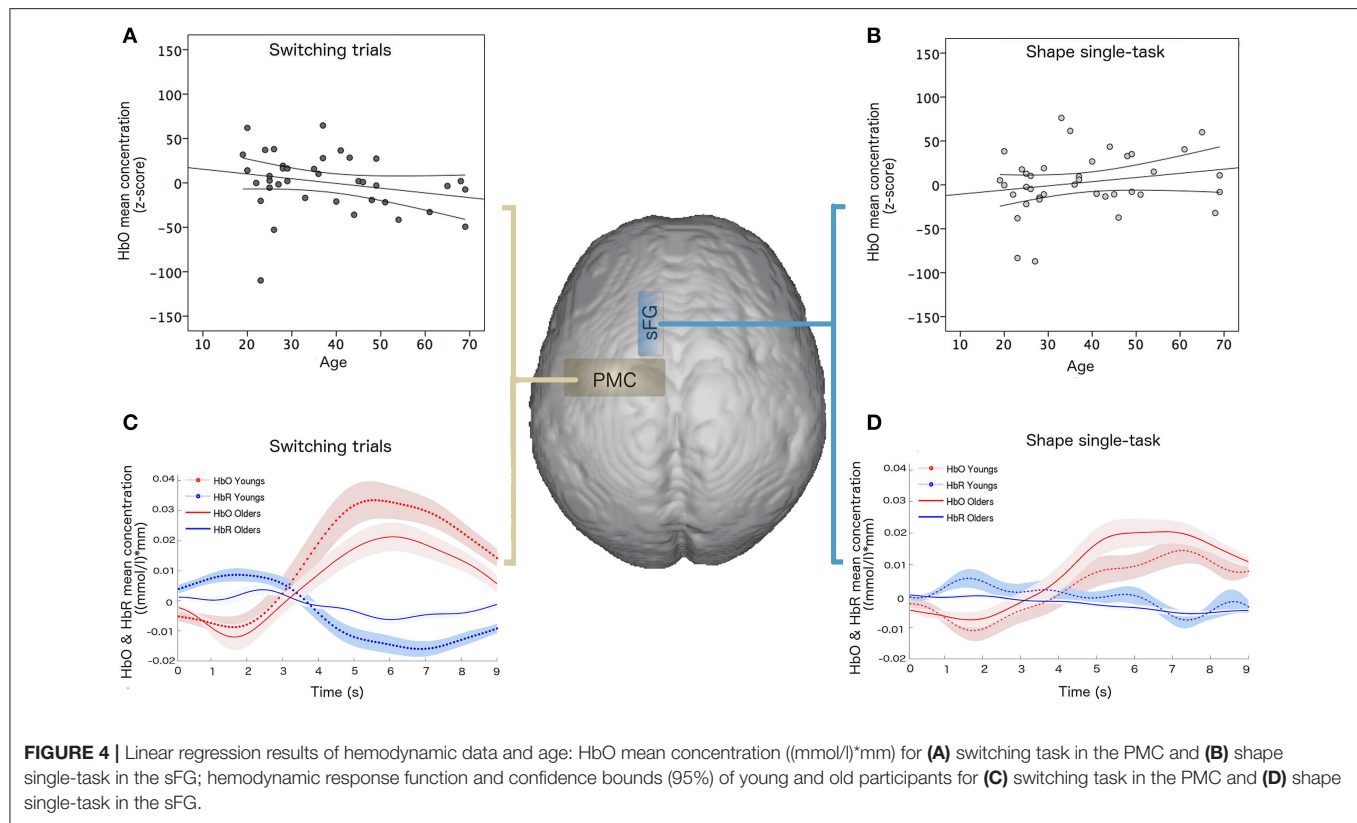 A
Switching trials
150
100
50
0
−50
−100
−150
HbO mean concentration
(z-score)
10 20 30 40 50 60 70
Age
B
Shape single-task
150
100
50
0
−50
−100
−150
HbO mean concentration
(z-score)
10 20 30 40 50 60 70
Age
sFG
PMC
C
Switching trials
HbO Youngs
HbR Youngs
HbO Olders
HbR Olders
0.04
0.03
0.02
0.01
0
-0.01
-0.02
HbO & HbR mean concentration
((mmol/l)*mm)
0 1 2 3 4 5 6 7 8 9
Time (s)
D
Shape single-task
HbO Youngs
HbR Youngs
HbO Olders
HbR Olders
0.04
0.03
0.02
0.01
0
-0.01
-0.02
HbO & HbR mean concentration
((mmol/l)*mm)
0 1 2 3 4 5 6 7 8 9
Time (s)
FIGURE 4 | Linear regression results of hemodynamic data and age: HbO mean concentration ((mmol/l)*mm) for (A) switching task in the PMC and (B) shape
single-task in the sFG; hemodynamic response function and confidence bounds (95%) of young and old participants for (C) switching task in the PMC and (D) shape
single-task in the sFG.